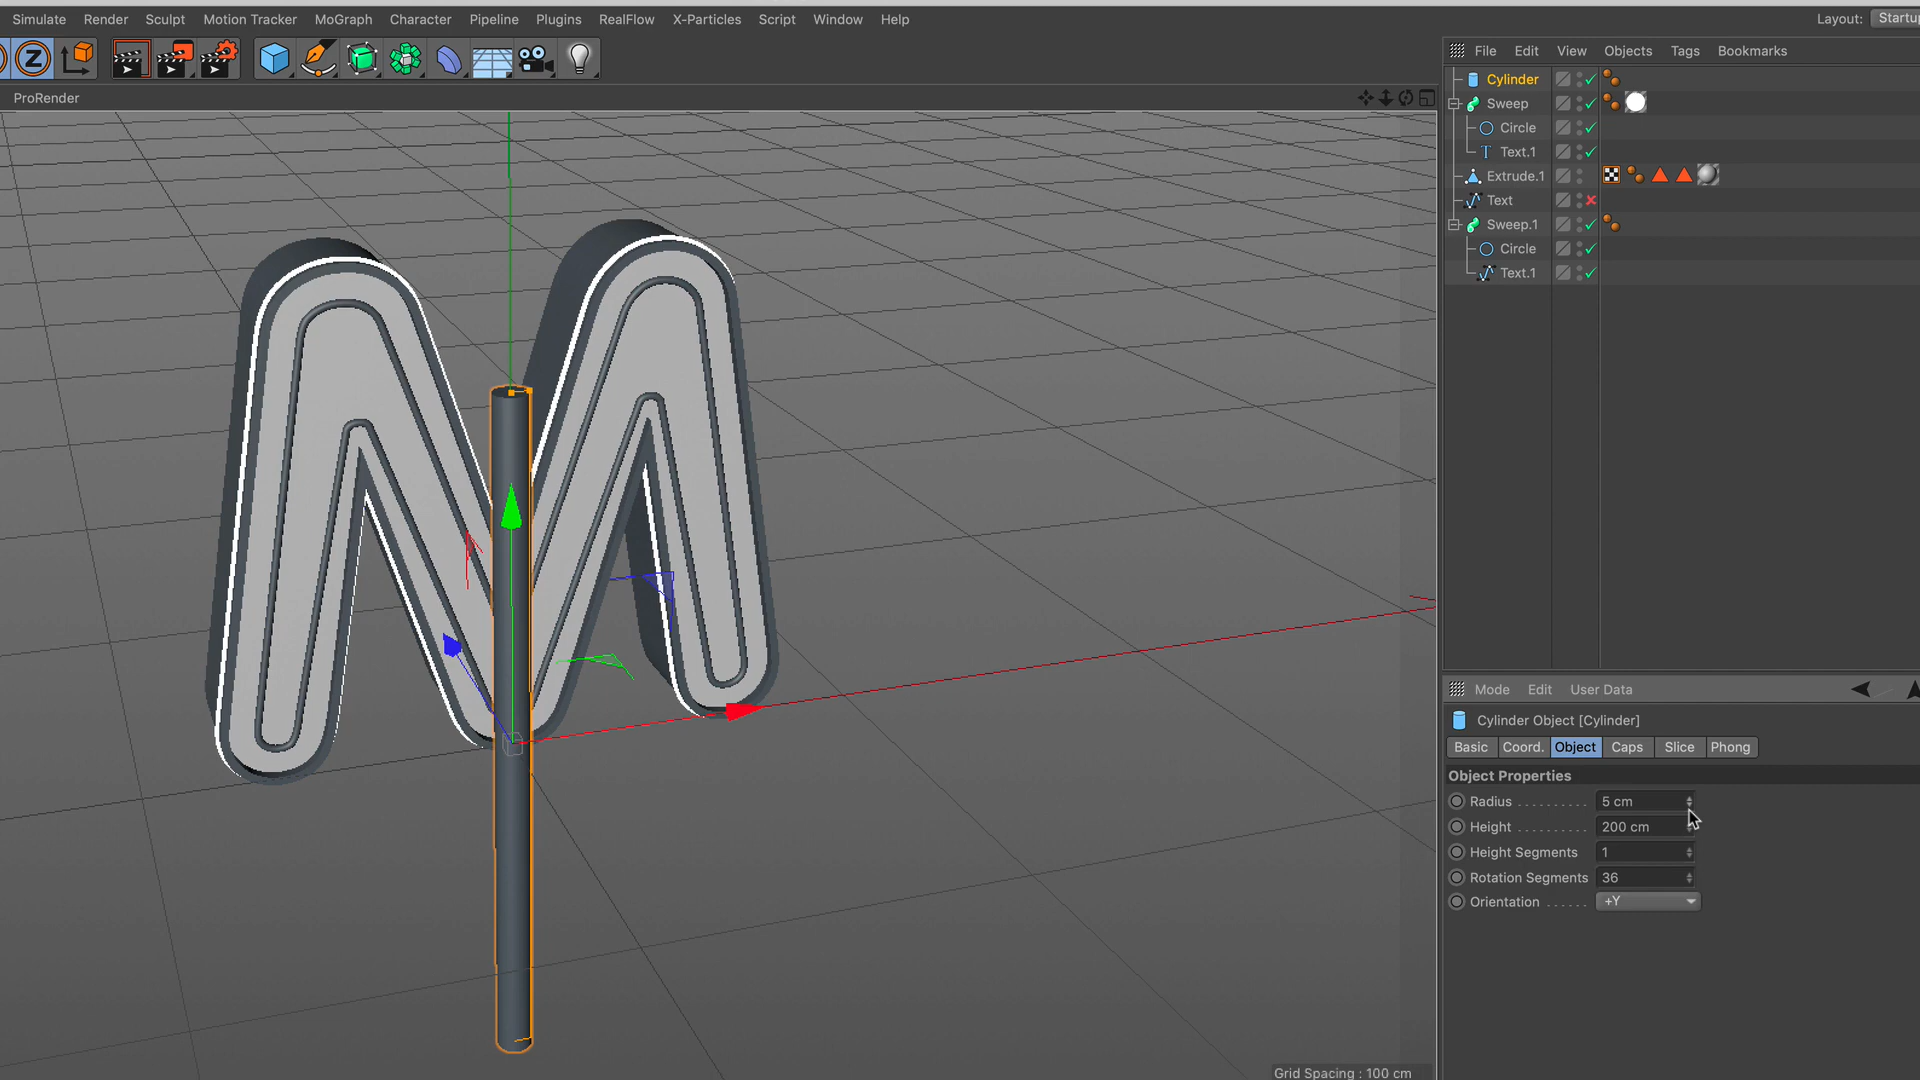 Simulate Render Sculpt Motion Tracker MoGraph Character Pipeline Plugins RealFlow X-Particles Script Window Help
Layout: Startup
File Edit View Objects Tags Bookmarks
ProRender
Cylinder
Sweep
Circle
Text.1
Extrude.1
Text
Sweep.1
Circle
Text.1
Mode Edit User Data
Cylinder Object [Cylinder]
Basic Coord. Object Caps Slice Phong
Object Properties
Radius 5 cm
Height 200 cm
Height Segments 1
Rotation Segments 36
Orientation +Y
Grid Spacing : 100 cm